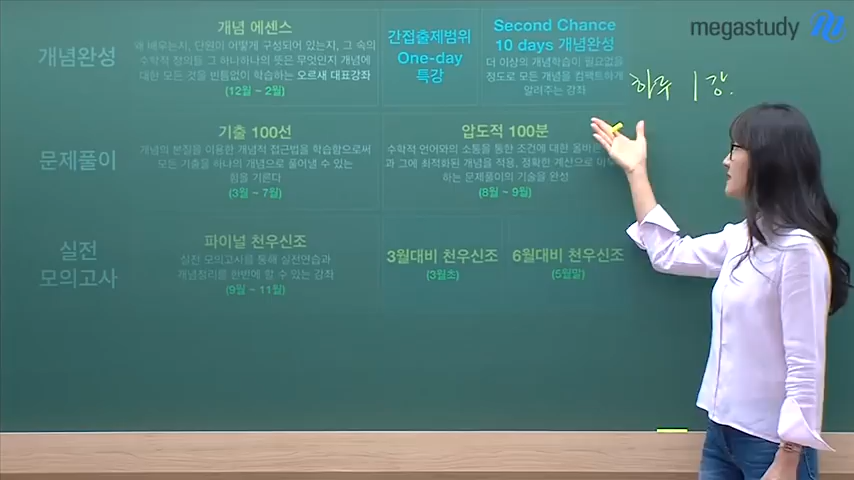 megastudy
개념완성
개념 에센스
왜 배우는지, 단원이 어떻게 구성되어 있는지, 그 속의
수학적 정의들 그 하나하나의 뜻은 무엇인지 개념에
대한 모든 것을 빈틈없이 학습하는 오르새 대표강좌
(12월 ~ 2월)
간접출제범위
One-day
특강
Second Chance
10 days 개념완성
더 이상의 개념학습이 필요없을
정도로 모든 개념을 컴팩트하게
알려주는 강좌
하루 1강.
문제풀이
기출 100선
개념의 본질을 이용한 개념적 접근법을 학습함으로써
모든 기출을 하나의 개념으로 풀어낼 수 있는
힘을 기른다
(3월 ~ 7월)
압도적 100분
수학적 언어와의 소통을 통한 조건에 대한 올바른
과 그에 최적화된 개념을 적용, 정확한 계산으로
하는 문제풀이의 기술을 완성
(8월 ~ 9월)
실전
모의고사
파이널 천우신조
실전 모의고사를 통해 실전연습과
개념정리를 한번에 할 수 있는 강좌
(9월 ~ 11월)
3월대비 천우신조
(3월초)
6월대비 천우신조
(5월말)